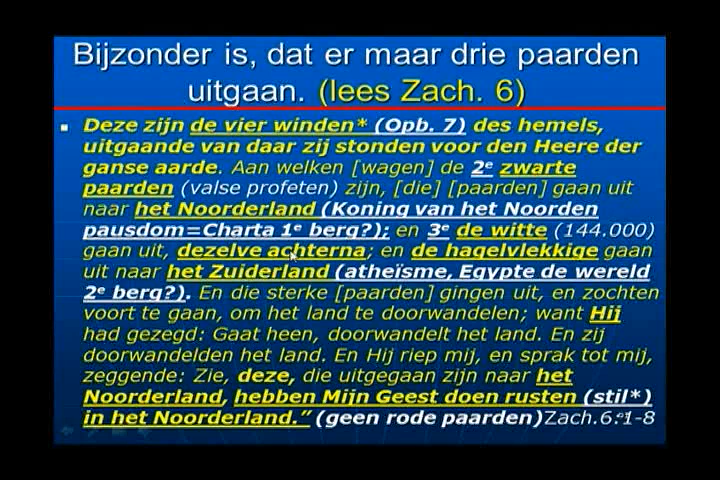 Bijzonder is, dat er maar drie paarden
uitgaan. (lees Zach. 6)
Deze zijn de vier winden* (Opb. 7) des hemels,
uitgaande van daar zij stonden voor den Heere der
ganse aarde. Aan welken [wagen] de 2e zwarte
paarden (valse profeten) zijn, [die] [paarden] gaan uit
naar het Noorderland (Koning van het Noorden
pausdom=Charta 1e berg?); en 3e de witte (144.000)
gaan uit, dezelve achterna; en de hagelvlekkige gaan
uit naar het Zuiderland (atheïsme, Egypte de wereld
2e berg?). En die sterke [paarden] gingen uit, en zochten
voort te gaan, om het land te doorwandelen; want Hij
had gezegd: Gaat heen, doorwandelt het land. En zij
doorwandelden het land. En Hij riep mij, en sprak tot mij,
zeggende: Zie, deze, die uitgegaan zijn naar het
Noorderland, hebben Mijn Geest doen rusten (stil*)
in het Noorderland.” (geen rode paarden)Zach.6:1-8